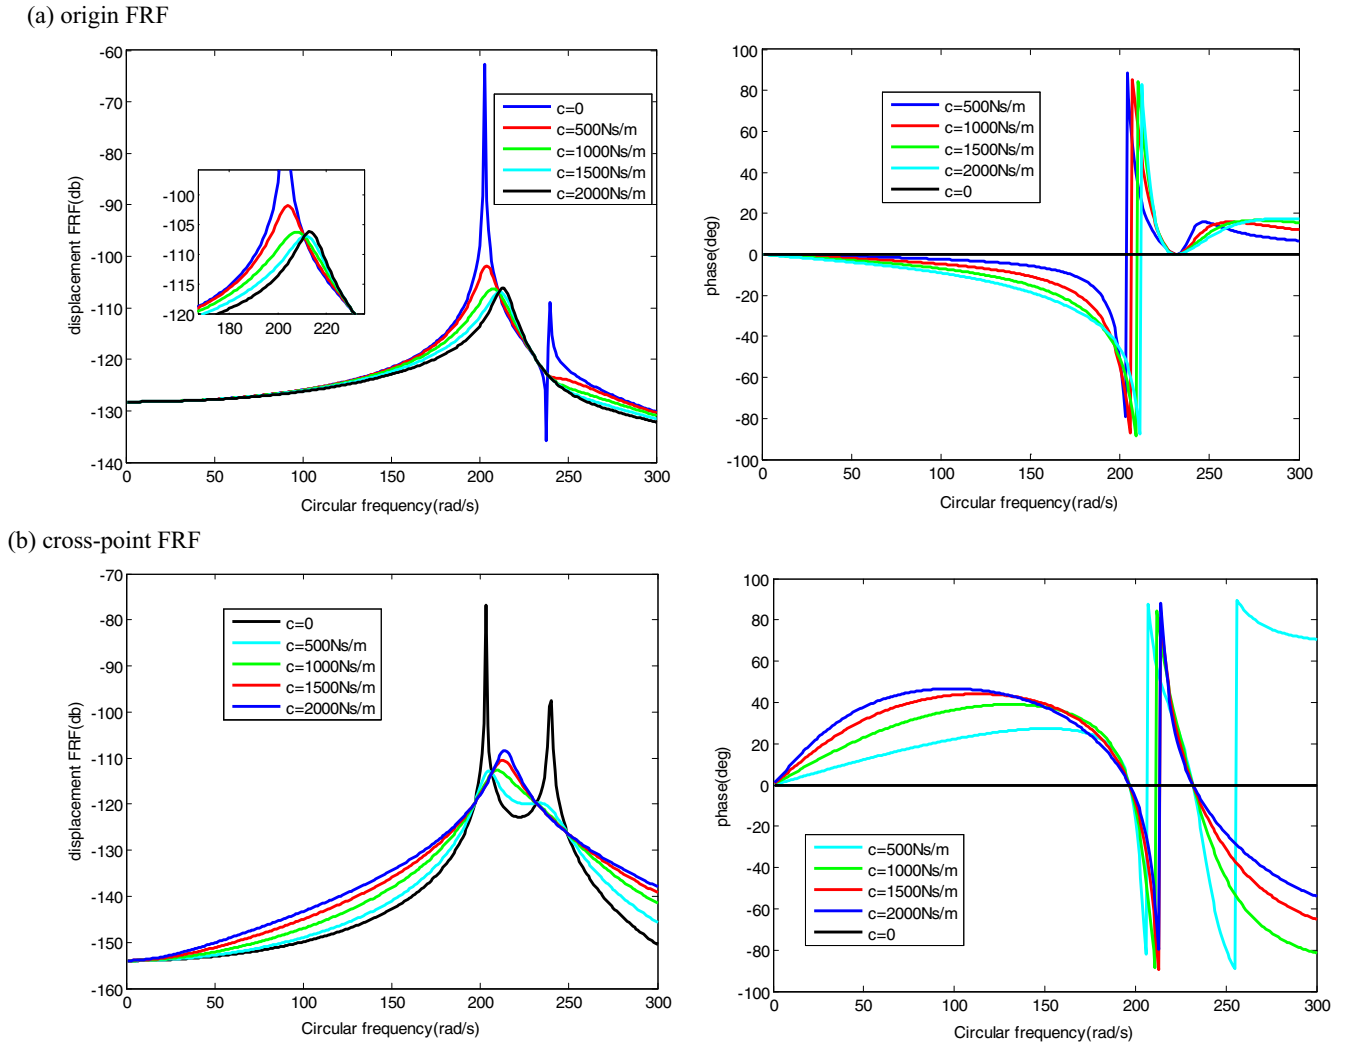 (a) origin FRF
-60
-70
-80
-90
-100
-110
-120
-130
-140
displacement FRF(db)
0
50
100
150
200
250
300
Circular frequency(rad/s)
c=0
c=500Ns/m
c=1000Ns/m
c=1500Ns/m
c=2000Ns/m
-100
-105
-110
-115
-120
180
200
220
100
80
60
40
20
0
-20
-40
-60
-80
-100
phase(deg)
0
50
100
150
200
250
300
Circular frequency(rad/s)
c=500Ns/m
c=1000Ns/m
c=1500Ns/m
c=2000Ns/m
c=0
(b) cross-point FRF
-70
-80
-90
-100
-110
-120
-130
-140
-150
-160
displacement FRF(db)
0
50
100
150
200
250
300
Circular frequency(rad/s)
c=0
c=500Ns/m
c=1000Ns/m
c=1500Ns/m
c=2000Ns/m
100
80
60
40
20
0
-20
-40
-60
-80
-100
phase(deg)
0
50
100
150
200
250
300
Circular frequency(rad/s)
c=500Ns/m
c=1000Ns/m
c=1500Ns/m
c=2000Ns/m
c=0